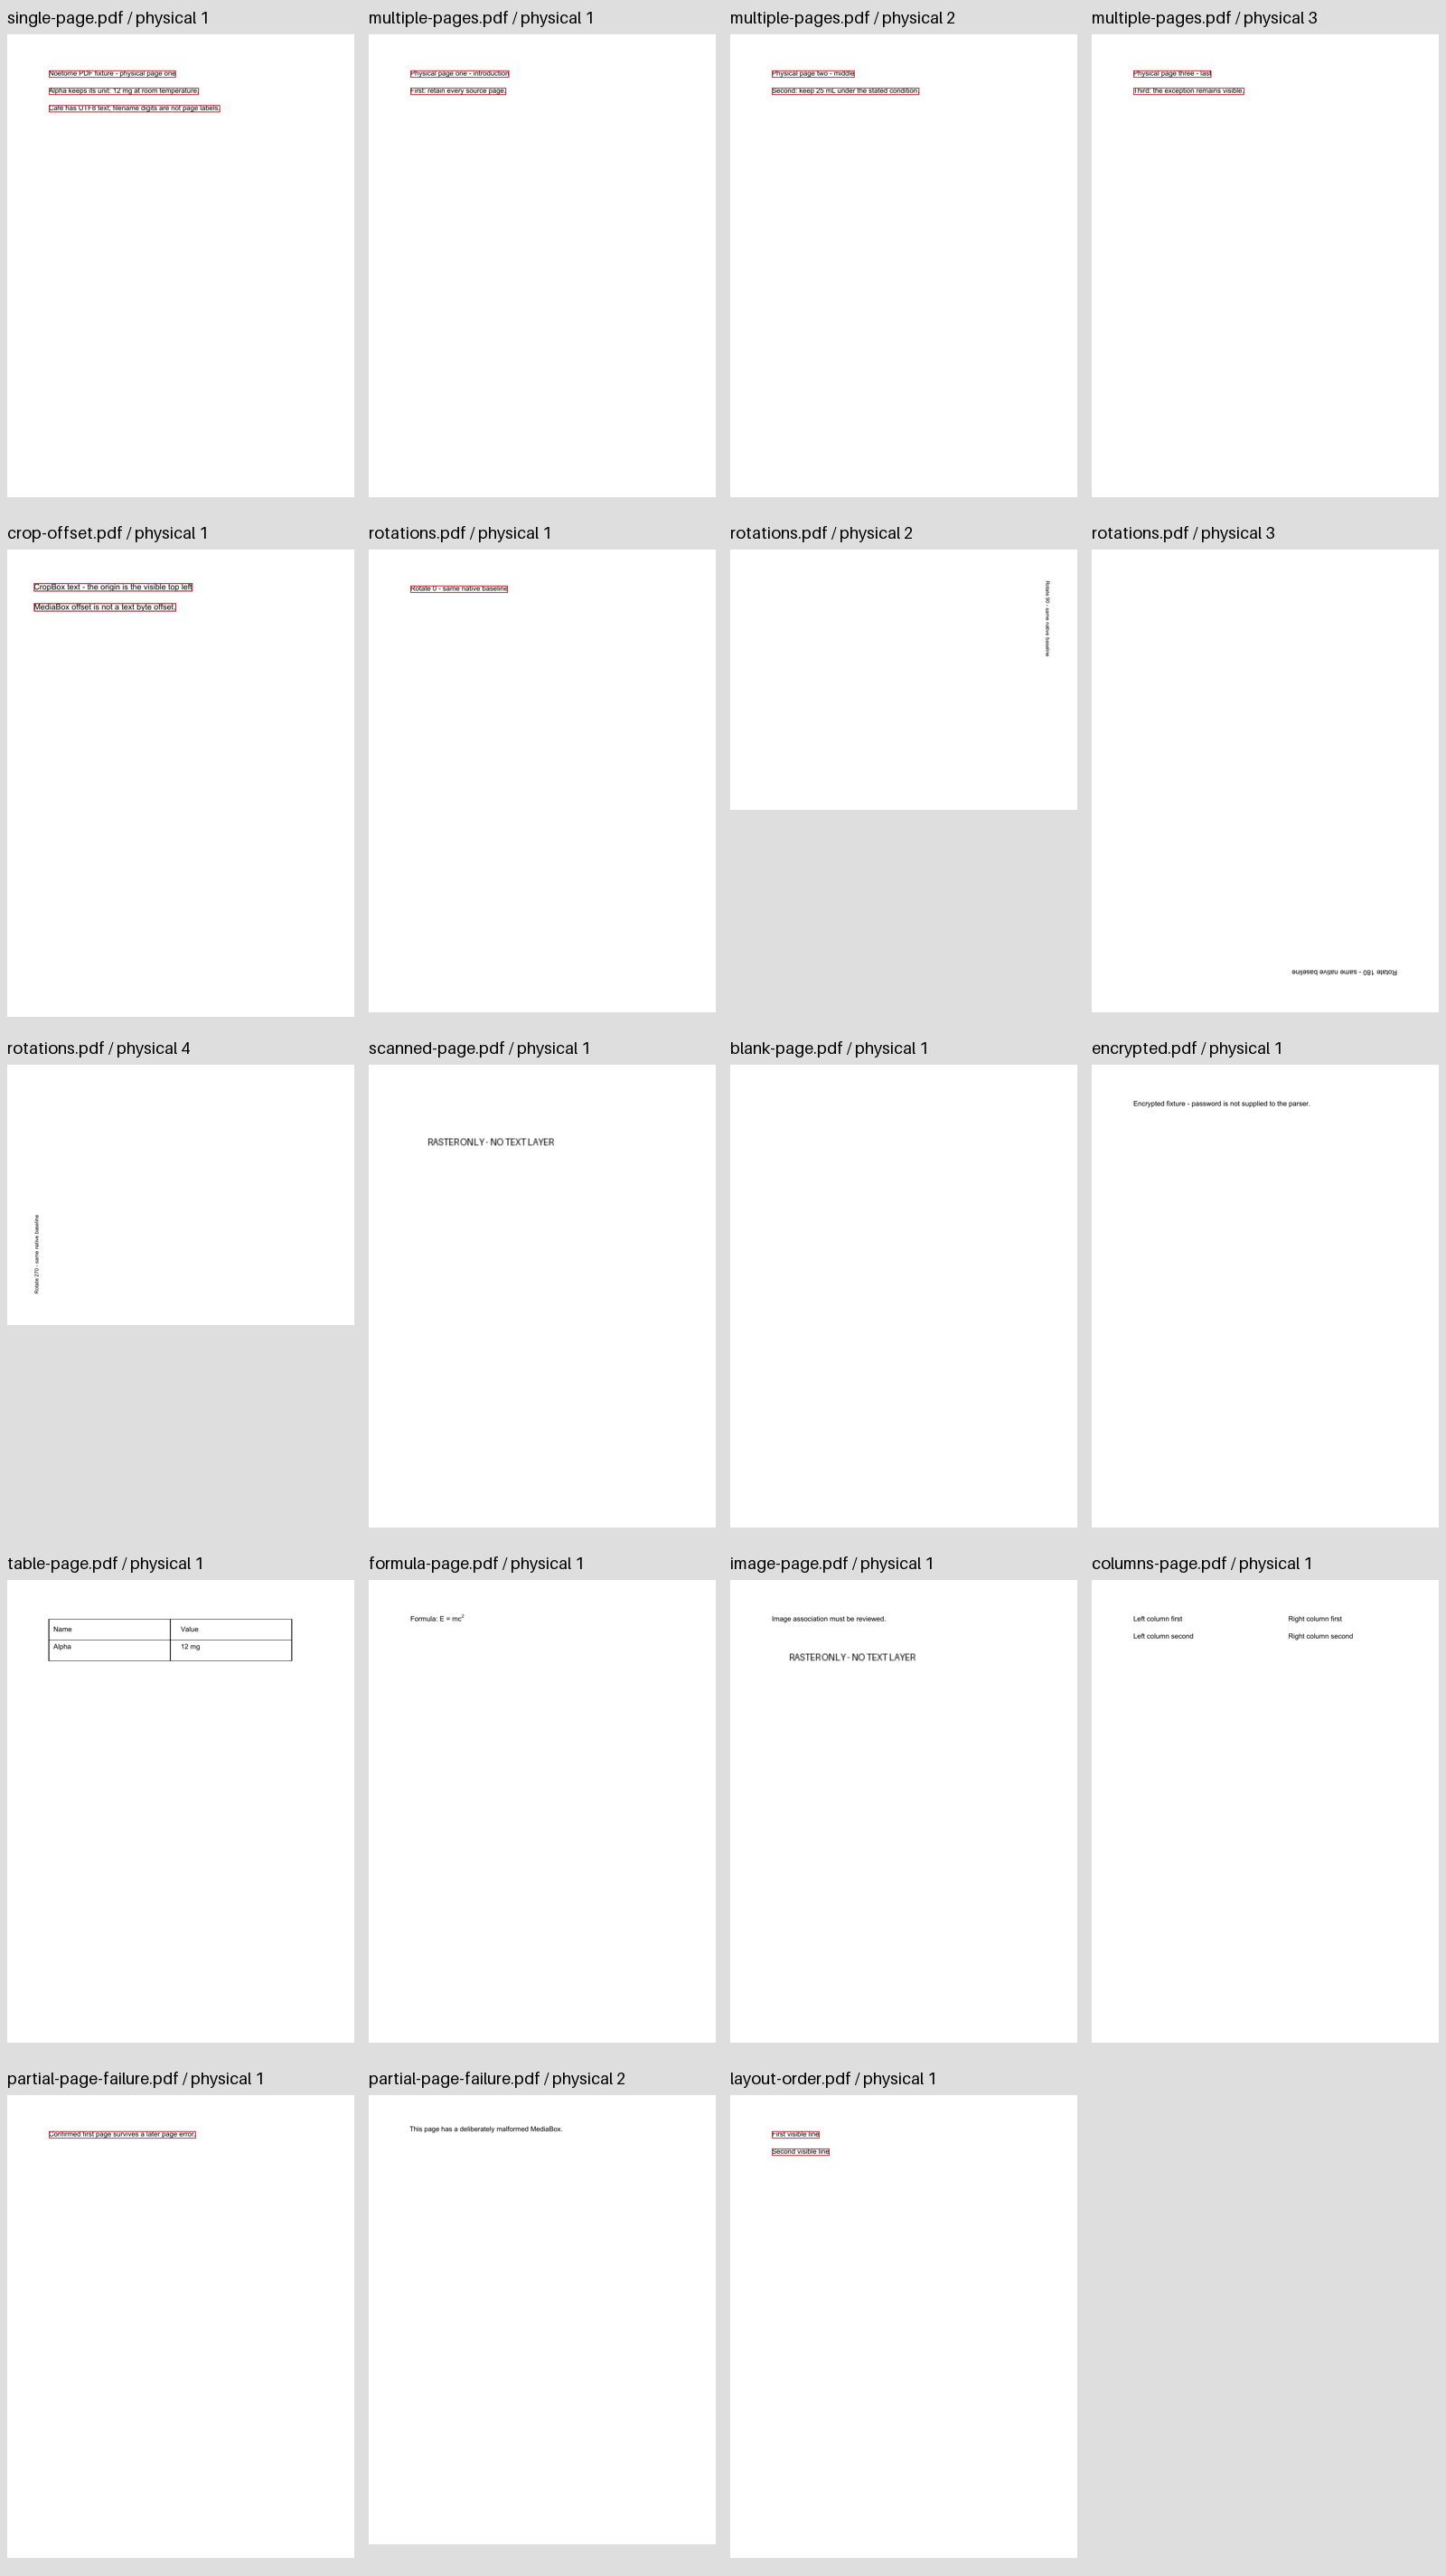 single-page.pdf / physical 1
Noetome PDF fixture - physical page one
Alpha keeps its unit: 12 mg at room temperature.
Cafe has UTF8 text; filename digits are not page labels.
multiple-pages.pdf / physical 1
Physical page one - introduction
First: retain every source page.
multiple-pages.pdf / physical 2
Physical page two - middle
Second: keep 25 mL under the stated condition.
multiple-pages.pdf / physical 3
Physical page three - last
Third: the exception remains visible.
crop-offset.pdf / physical 1
CropBox text - the origin is the visible top left
MediaBox offset is not a text byte offset.
rotations.pdf / physical 1
Rotate 0 - same native baseline
rotations.pdf / physical 2
Rotate 90 - same native baseline
rotations.pdf / physical 3
Rotate 180 - same native baseline
rotations.pdf / physical 4
Rotate 270 - same native baseline
scanned-page.pdf / physical 1
RASTER ONLY - NO TEXT LAYER
blank-page.pdf / physical 1
encrypted.pdf / physical 1
Encrypted fixture - password is not supplied to the parser.
table-page.pdf / physical 1
Name Value
Alpha 12 mg
formula-page.pdf / physical 1
Formula: E = mc²
image-page.pdf / physical 1
Image association must be reviewed.
RASTER ONLY - NO TEXT LAYER
columns-page.pdf / physical 1
Left column first
Left column second
Right column first
Right column second
partial-page-failure.pdf / physical 1
Confirmed first page survives a later page error.
partial-page-failure.pdf / physical 2
This page has a deliberately malformed MediaBox.
layout-order.pdf / physical 1
First visible line
Second visible line